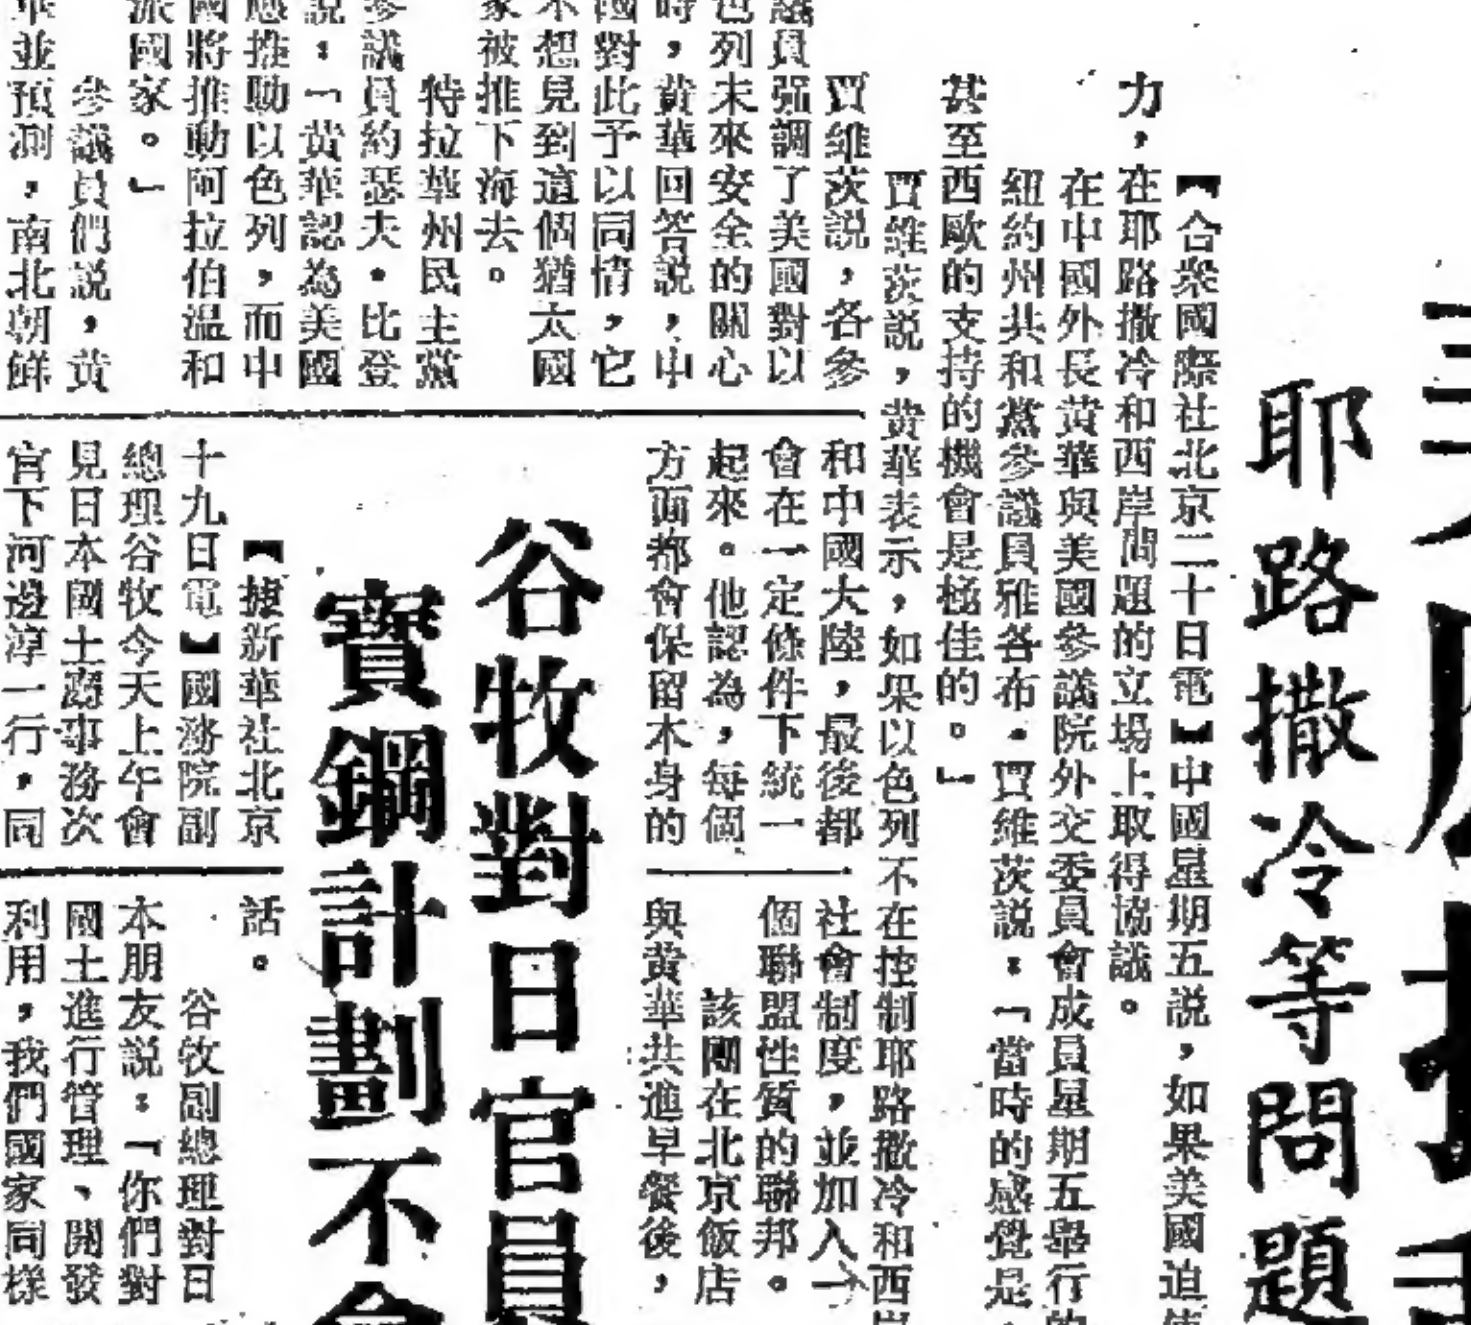 耶路撒冷等問題
【合衆國際社北京二十日電】中國星期五説，如果美國迫使
力，在耶路撒冷和西岸問題的立場上取得協議。
在中國外長黃華與美國參議院外交委員會成員星期五舉行的
紐約州共和黨參議員雅各布·賈維茨説：「當時的感覺是，
甚至西歐的支持的機會是極佳的。」
賈維茨説，黃華表示，如果以色列不在控制耶路撒冷和西岸
賈維茨説，各參
議員强調了美國對以
色列未來安全的關心
時，黃華回答説，中
國對此予以同情，它
不想見到這個猶太國
家被推下海去。
特拉華州民主黨
參議員約瑟夫·比登
説：「黃華認為美國
應推動以色列，而中
國將推動阿拉伯温和
派國家。」
參議員們説，黃
華並預測，南北朝鮮
和中國大陸，最後都
會在一定條件下統一
起來。他認為，每個
方面都會保留本身的
社會制度，並加入一
個聯盟性質的聯邦。
該團在北京飯店
與黃華共進早餐後，
谷牧對日官員
寶鋼計劃不會
【據新華社北京
十九日電】國務院副
總理谷牧今天上午會
見日本國土廳事務次
官下河邊淳一行，同
話。
谷牧副總理對日
本朋友説：「你們對
國土進行管理、開發
利用，我們國家同樣